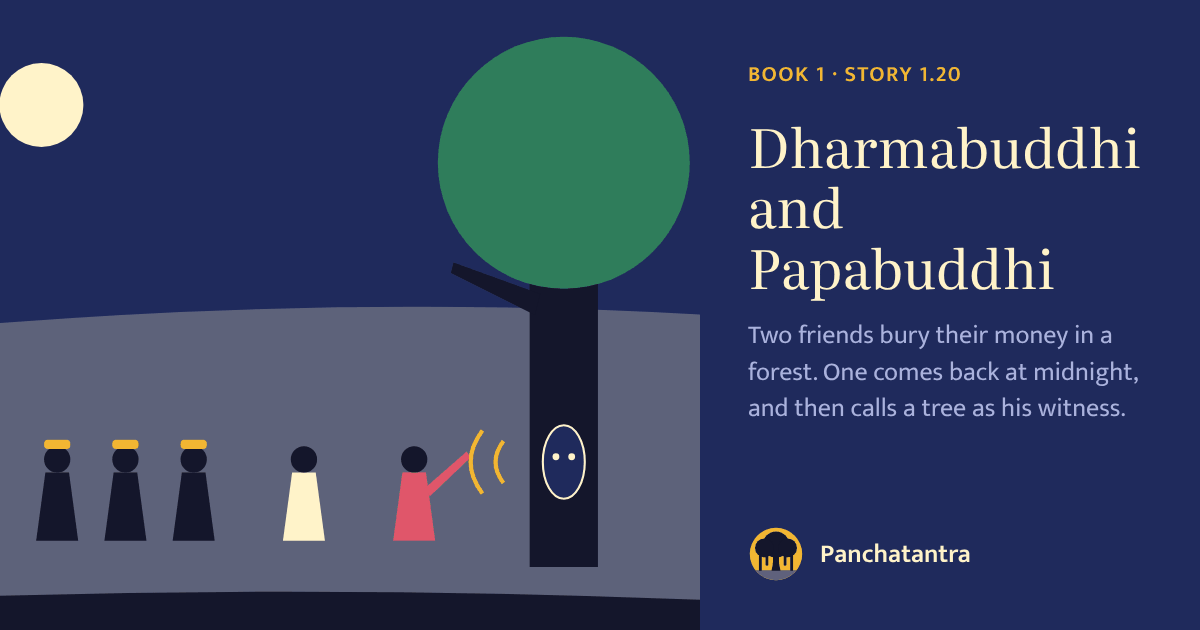 BOOK 1 · STORY 1.20
Dharmabuddhi
and
Papabuddhi
Two friends bury their money in a
forest. One comes back at midnight,
and then calls a tree as his witness.
Panchatantra